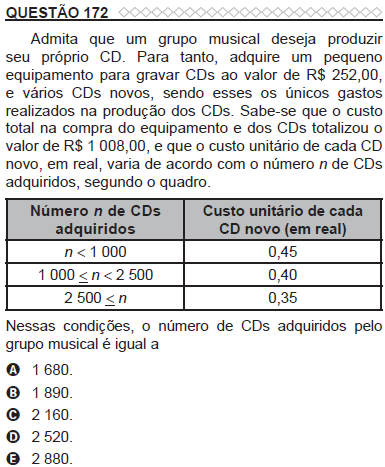 QUESTÃO 172
Admita que um grupo musical deseja produzir
seu próprio CD. Para tanto, adquire um pequeno
equipamento para gravar CDs ao valor de R$ 252,00,
e vários CDs novos, sendo esses os únicos gastos
realizados na produção dos CDs. Sabe-se que o custo
total na compra do equipamento e dos CDs totalizou o
valor de R$ 1 008,00, e que o custo unitário de cada CD
novo, em real, varia de acordo com o número n de CDs
adquiridos, segundo o quadro.
Número n de CDs adquiridos Custo unitário de cada CD novo (em real)
n < 1 000 0,45
1 000 ≤ n < 2 500 0,40
2 500 ≤ n 0,35
Nessas condições, o número de CDs adquiridos pelo
grupo musical é igual a
A 1 680.
B 1 890.
C 2 160.
D 2 520.
E 2 880.